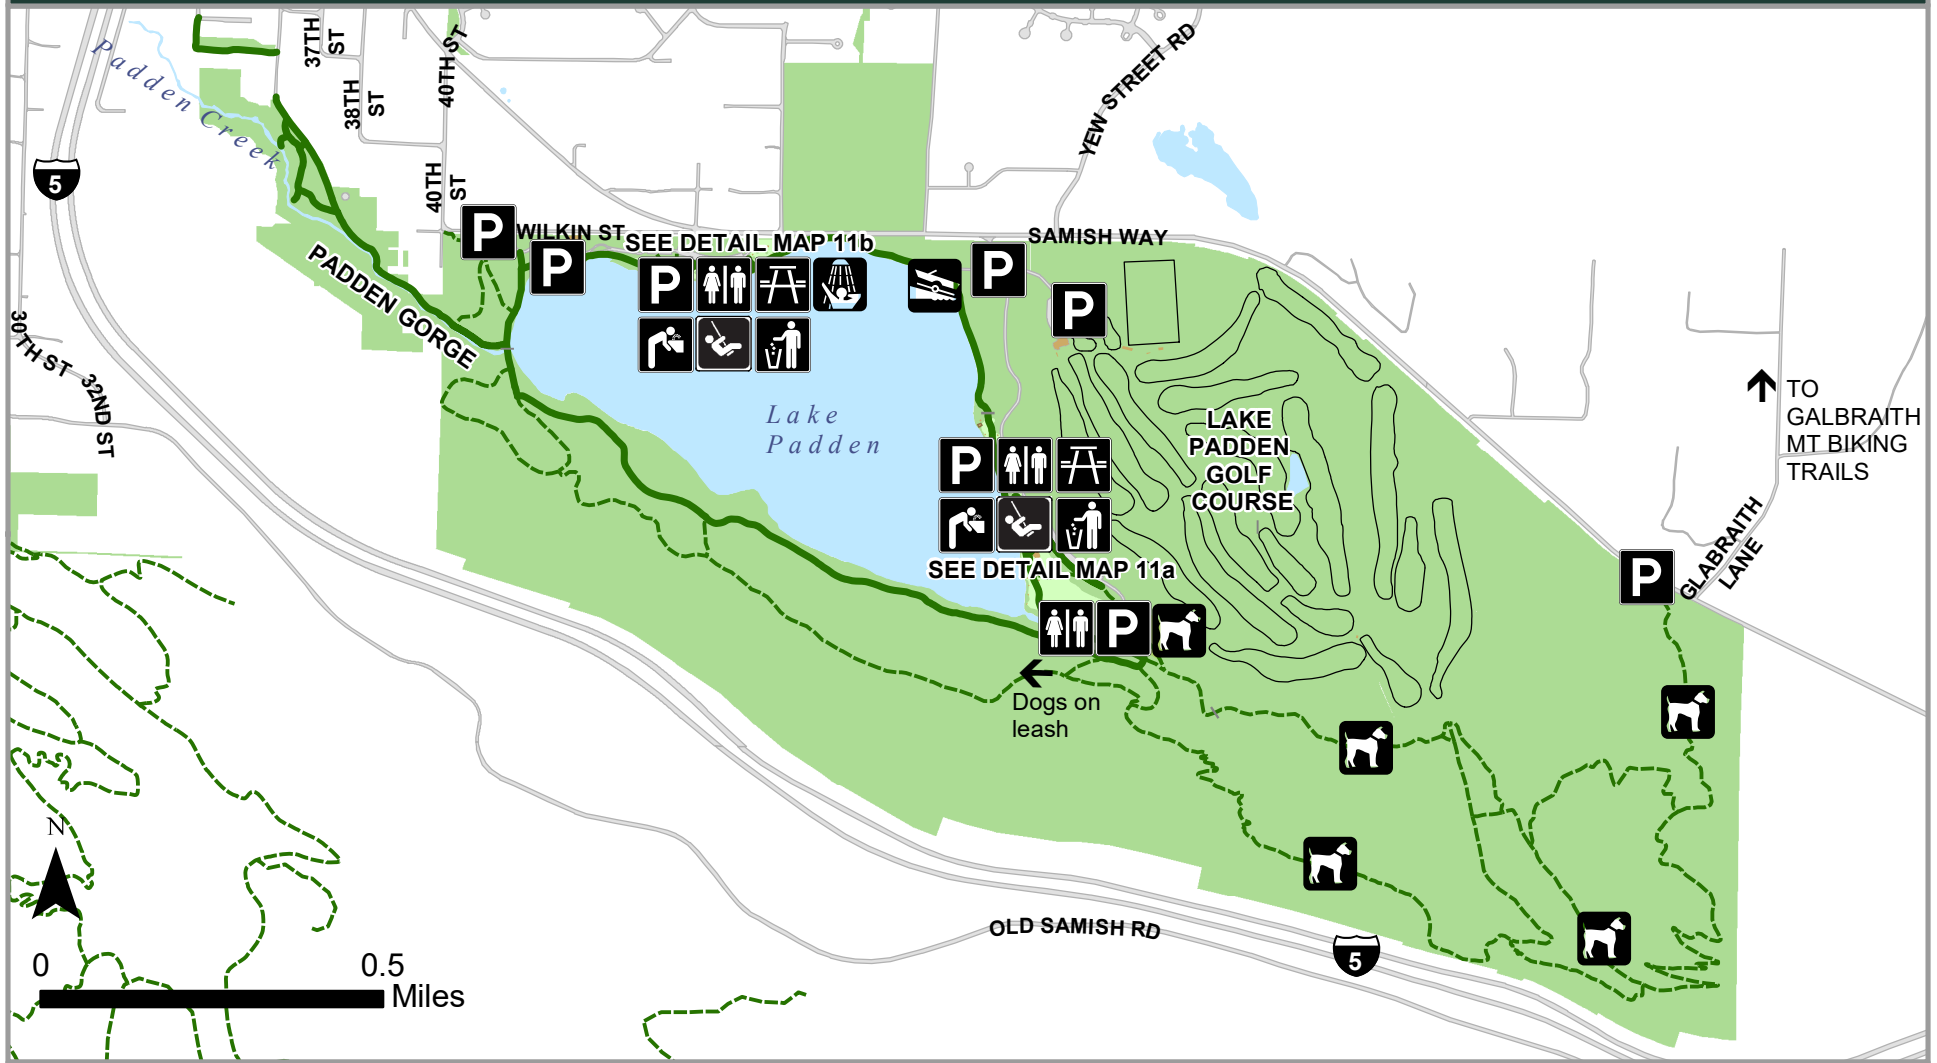 37TH
ST
38TH
ST
40TH ST
Padden Creek
YEW STREET RD
5
40TH
ST
P
WILKIN ST
SEE DETAIL MAP 11b
SAMISH WAY
P
P
P
P
PADDEN GORGE
30TH ST
32ND ST
Lake
Padden
LAKE
PADDEN
GOLF
COURSE
TO
GALBRAITH
MT BIKING
TRAILS
P
SEE DETAIL MAP 11a
P
GLABRAITH
LANE
P
Dogs on
leash
N
OLD SAMISH RD
5
0 0.5
Miles